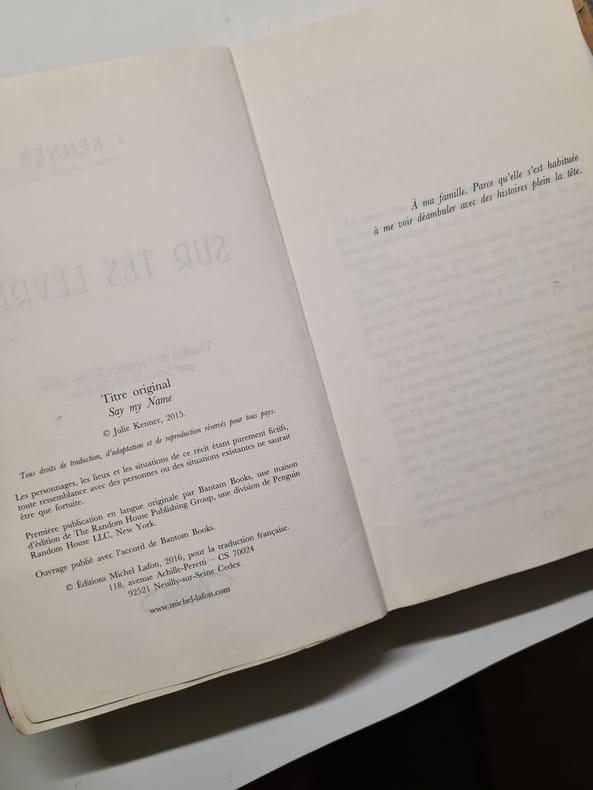 Titre original
Say my Name
© Julie Kenner, 2015.
Tous droits de traduction, d'adaptation et de reproduction réservés pour tous pays.
Les personnages, les lieux et les situations de ce récit étant purement fictifs,
toute ressemblance avec des personnes ou des situations existantes ne saurait
être que fortuite.
Première publication en langue originale par Bantam Books, une maison
d'édition de The Random House Publishing Group, une division de Penguin
Random House LLC, New York.
Ouvrage publié avec l'accord de Bantam Books.
© Éditions Michel Lafon, 2016, pour la traduction française.
118, avenue Achille-Peretti – CS 70024
92521 Neuilly-sur-Seine Cedex
www.michel-lafon.com
À ma famille. Parce qu'elle s'est habituée
à me voir déambuler avec des histoires plein la tête.